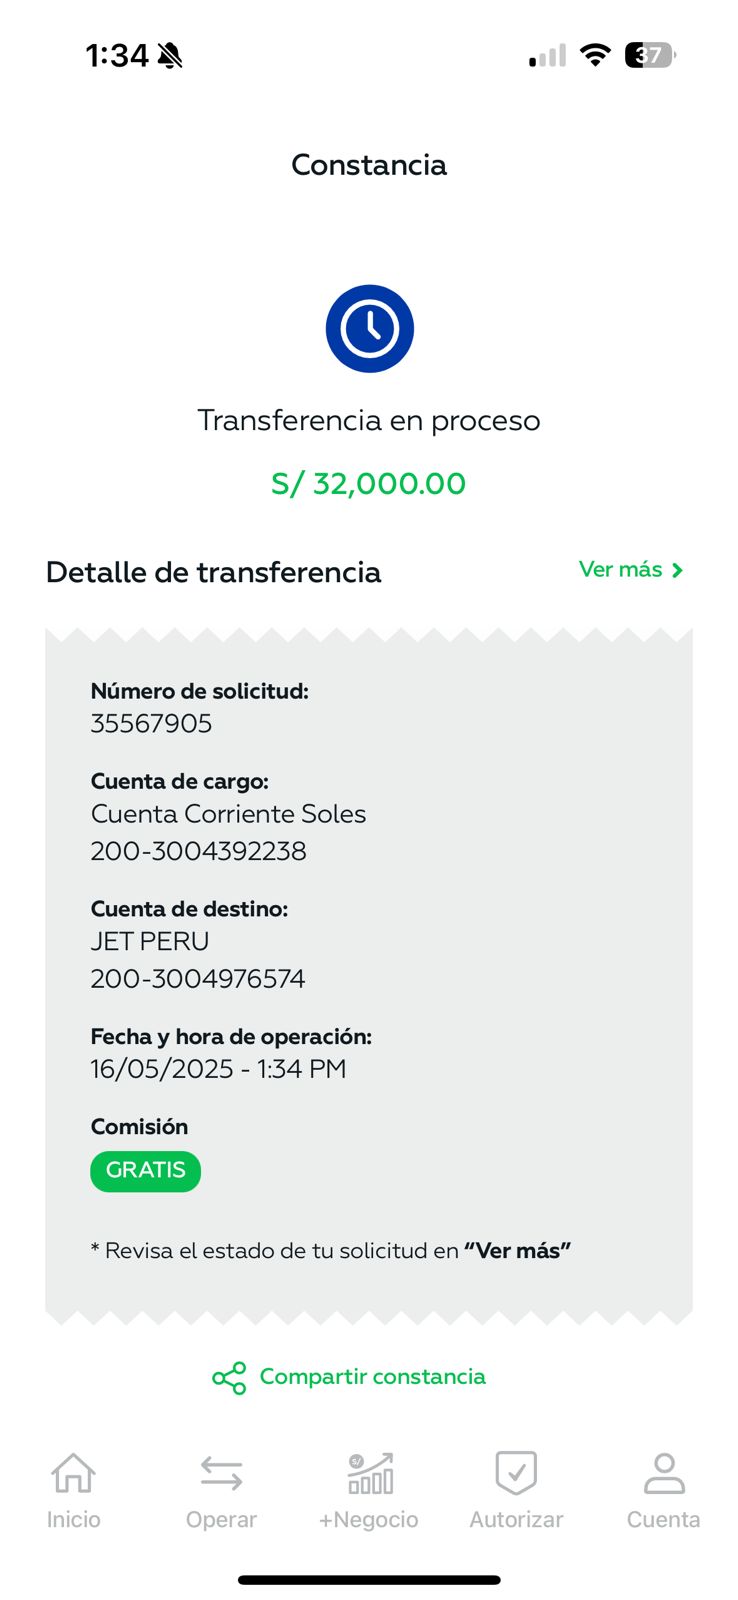 1:34
37
Constancia
Transferencia en proceso
S/ 32,000.00
Detalle de transferencia
Ver más
Número de solicitud:
35567905
Cuenta de cargo:
Cuenta Corriente Soles
200-3004392238
Cuenta de destino:
JET PERU
200-3004976574
Fecha y hora de operación:
16/05/2025 - 1:34 PM
Comisión
GRATIS
* Revisa el estado de tu solicitud en “Ver más”
Compartir constancia
S/
Inicio
Operar
+Negocio
Autorizar
Cuenta